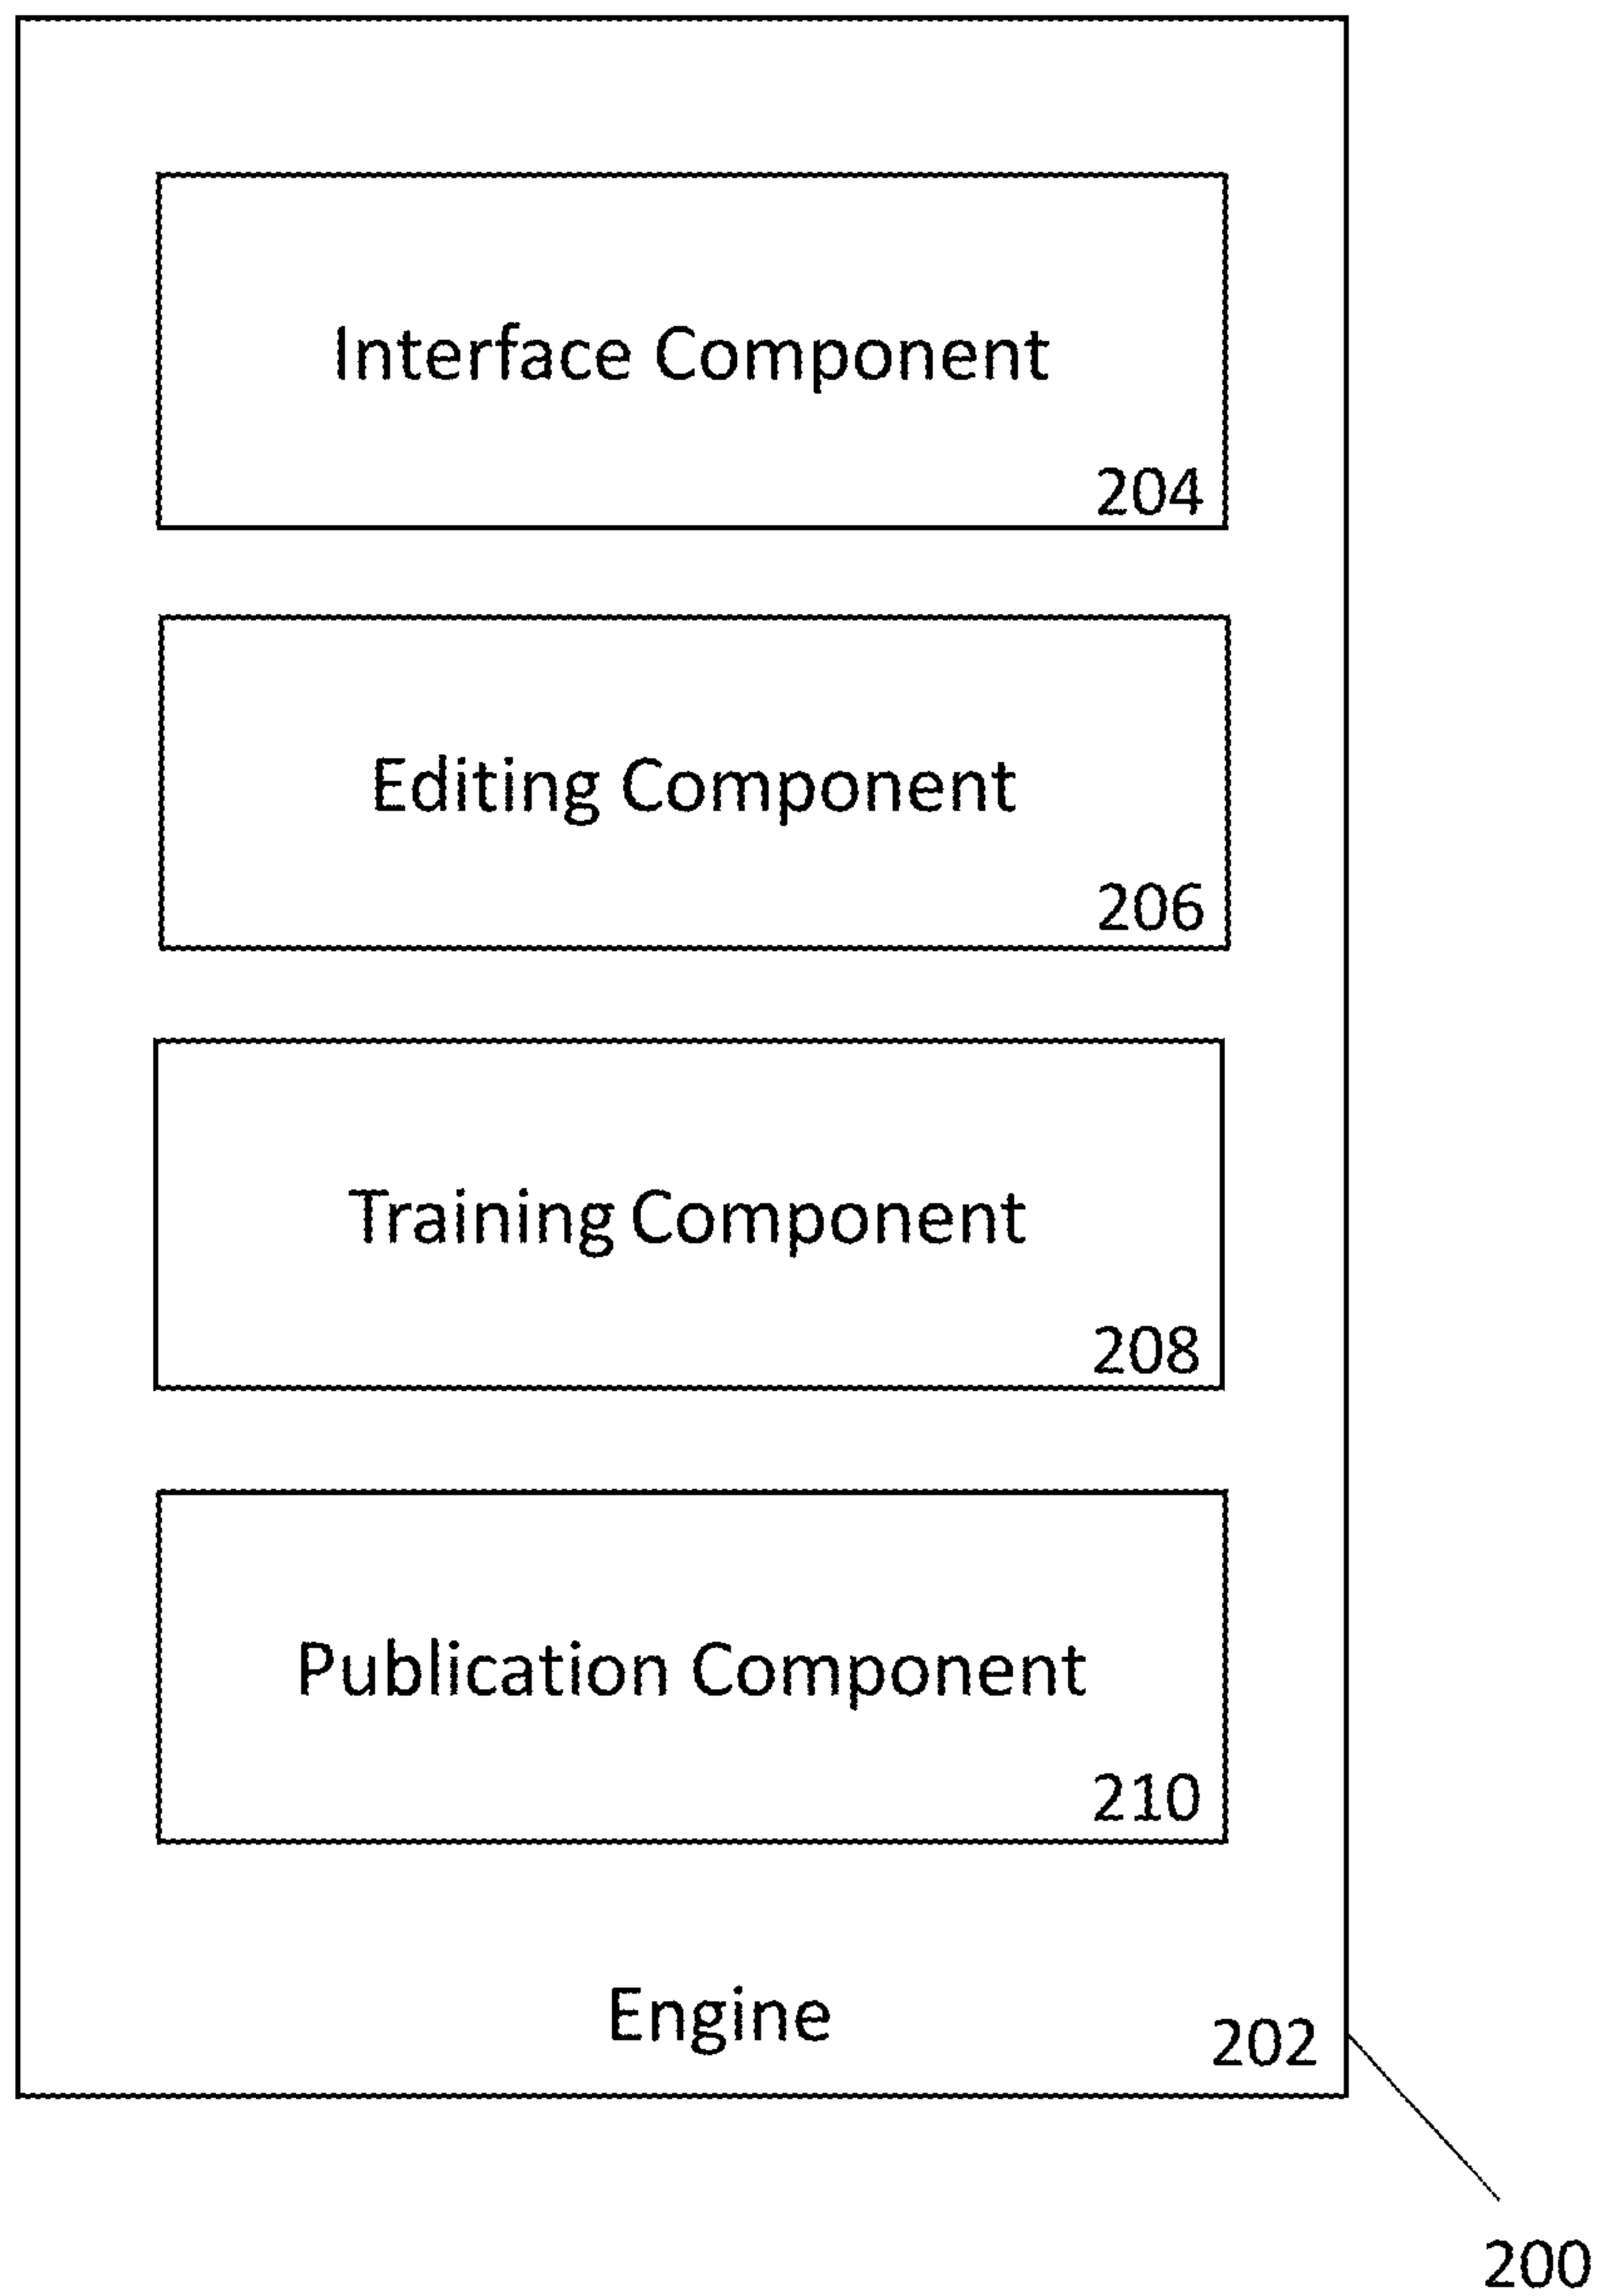 Interface Component
204
Editing Component
206
Training Component
208
Publication Component
210
Engine
202
200